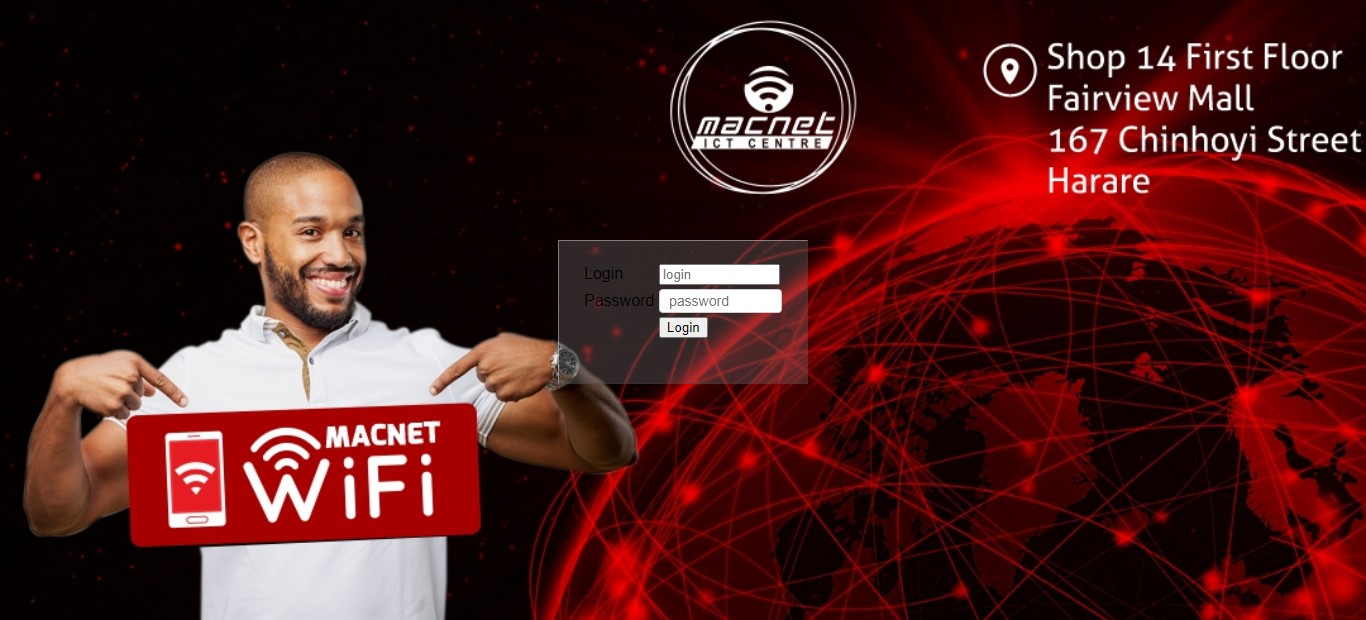 macnet
ICT CENTRE
Shop 14 First Floor
Fairview Mall
167 Chinhoyi Street
Harare
Login login
Password password
Login
MACNET
WiFi